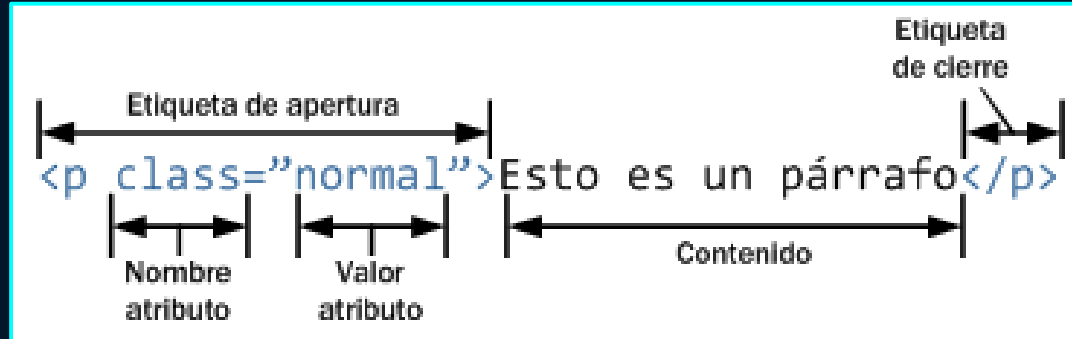 Etiqueta
de cierre
Etiqueta de apertura
<p class=”normal”>Esto es un párrafo</p>
Nombre
atributo
Valor
atributo
Contenido